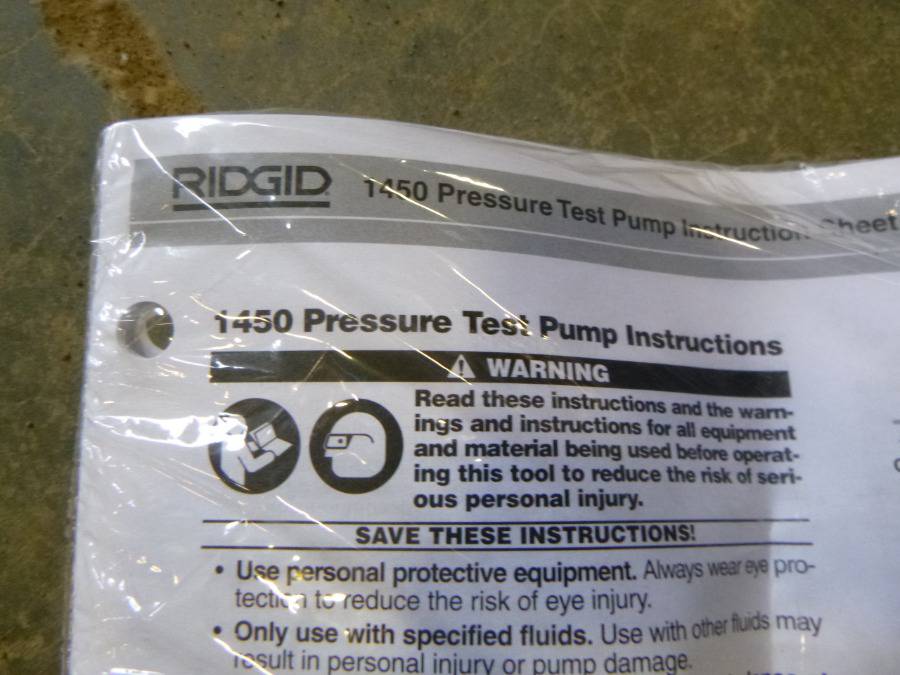 RIDGID 1450 Pressure Test Pump Instruction Sheet
1450 Pressure Test Pump Instructions
WARNING
Read these instructions and the warn-
ings and instructions for all equipment
and material being used before operat-
ing this tool to reduce the risk of seri-
ous personal injury.
SAVE THESE INSTRUCTIONS!
• Use personal protective equipment. Always wear eye pro-
tection to reduce the risk of eye injury.
• Only use with specified fluids. Use with other fluids may
result in personal injury or pump damage.